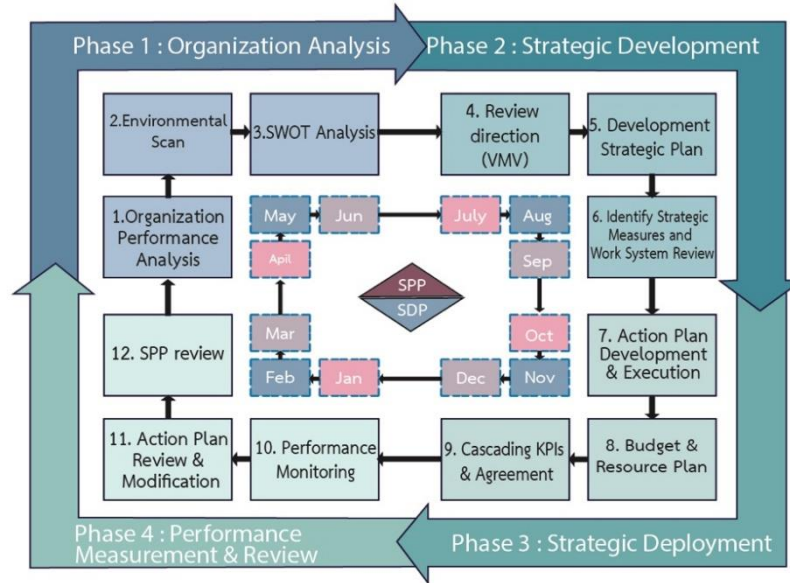 Phase 1 : Organization Analysis
Phase 2 : Strategic Development
2.Environmental
Scan
3.SWOT Analysis
4. Review
direction
(VMV)
5. Development
Strategic Plan
1.Organization
Performance
Analysis
May
Jun
July
Aug
6. Identify Strategic
Measures and
Work System Review
Apil
Sep
SPP
SDP
12. SPP review
Mar
Oct
7. Action Plan
Development
& Execution
Feb
Jan
Dec
Nov
11. Action Plan
Review &
Modification
10. Performance
Monitoring
9. Cascading KPIs
& Agreement
8. Budget &
Resource Plan
Phase 4 : Performance
Measurement & Review
Phase 3 : Strategic Deployment